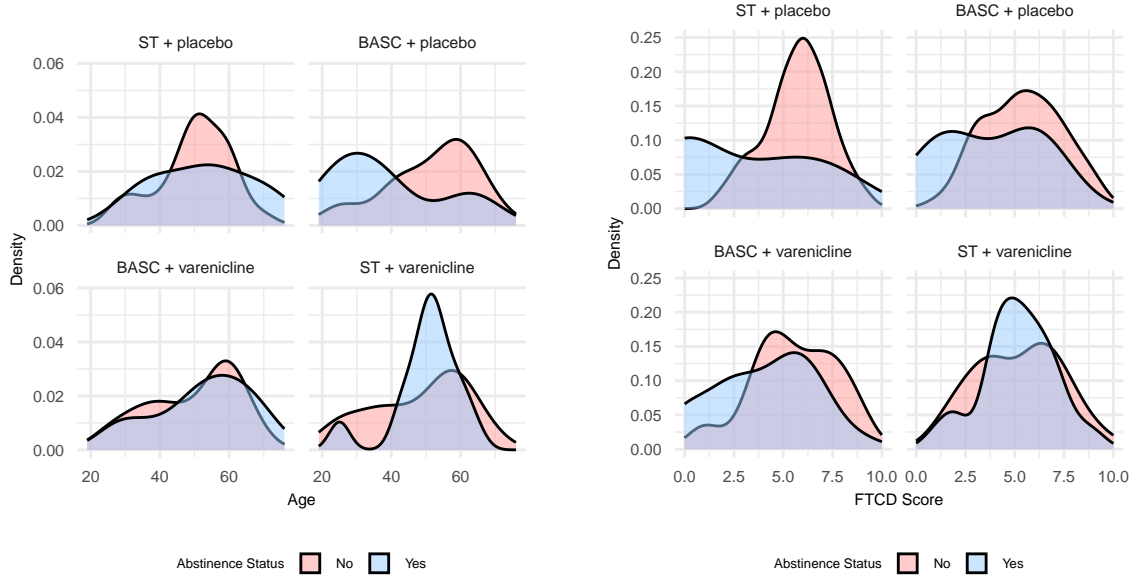 ST + placebo BASC + placebo
0.06
0.04
0.02
0.00
Density
BASC + varenicline ST + varenicline
0.06
0.04
0.02
0.00
20 40 60 20 40 60
Age
Abstinence Status No Yes
ST + placebo BASC + placebo
0.25
0.20
0.15
0.10
0.05
0.00
Density
BASC + varenicline ST + varenicline
0.25
0.20
0.15
0.10
0.05
0.00
0.0 2.5 5.0 7.5 10.0 0.0 2.5 5.0 7.5 10.0
FTCD Score
Abstinence Status No Yes